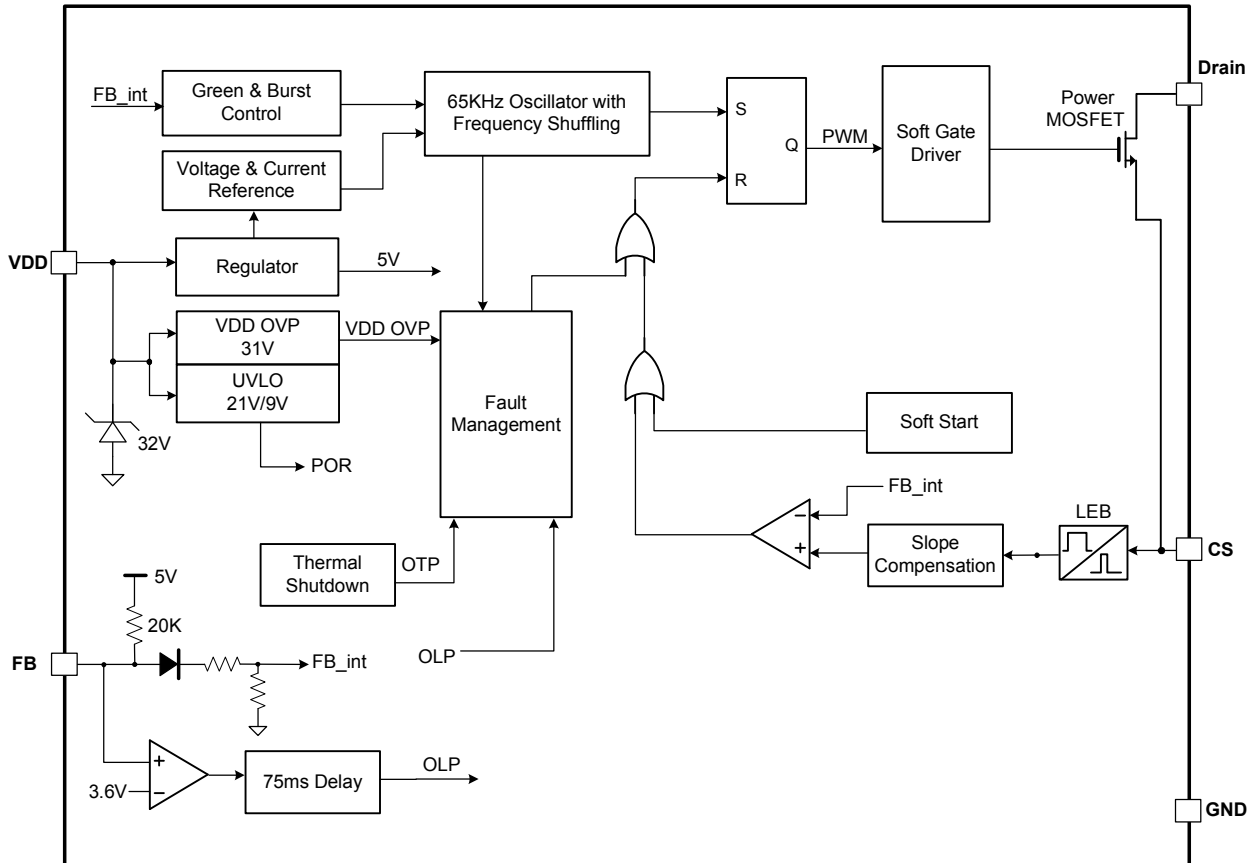 Drain
FB_int
Green & Burst
Control
65KHz Oscillator with
Frequency Shuffling
S
R
Q
PWM
Soft Gate
Driver
Power
MOSFET
Voltage & Current
Reference
VDD
Regulator
5V
VDD OVP
31V
VDD OVP
UVLO
21V/9V
32V
POR
Fault
Management
Soft Start
FB_int
LEB
Slope
Compensation
CS
Thermal
Shutdown
OTP
5V
20K
FB
FB_int
OLP
3.6V
75ms Delay
OLP
GND